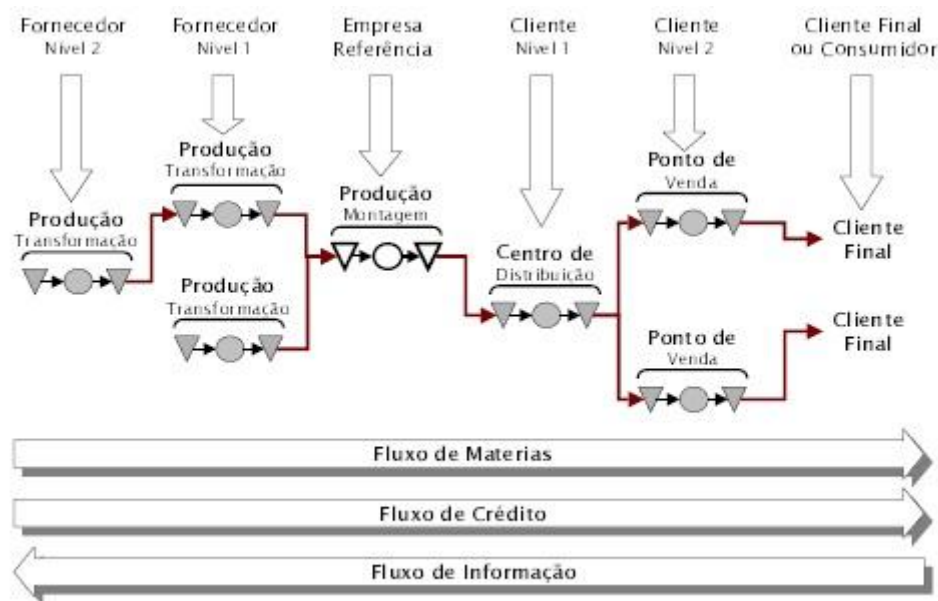 Fornecedor
Nível 2
Fornecedor
Nível 1
Empresa
Referência
Cliente
Nível 1
Cliente
Nível 2
Cliente Final
ou Consumidor
Produção
Transformação
Produção
Transformação
Produção
Transformação
Produção
Montagem
Centro de
Distribuição
Ponto de
Venda
Ponto de
Venda
Cliente
Final
Cliente
Final
Fluxo de Materias
Fluxo de Crédito
Fluxo de Informação